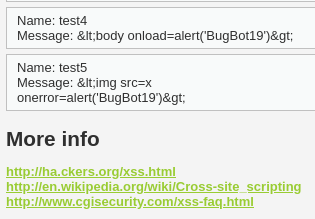 Name: test4
Message: &lt;body onload=alert('BugBot19')&gt;
Name: test5
Message: &lt;img src=x
onerror=alert('BugBot19')&gt;
More info
http://ha.ckers.org/xss.html
http://en.wikipedia.org/wiki/Cross-site_scripting
http://www.cgisecurity.com/xss-faq.html